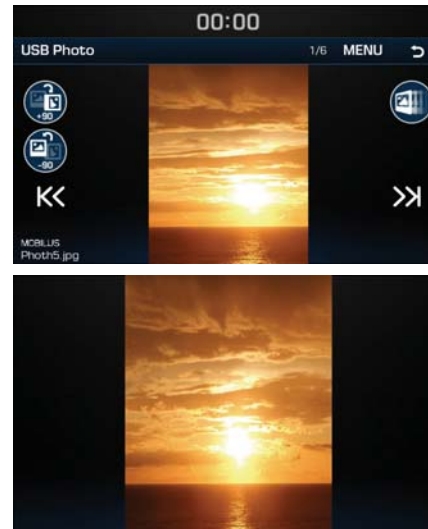 00:00
USB Photo 1/6 MENU
+90
-90
MOBILUS
Photh5.jpg